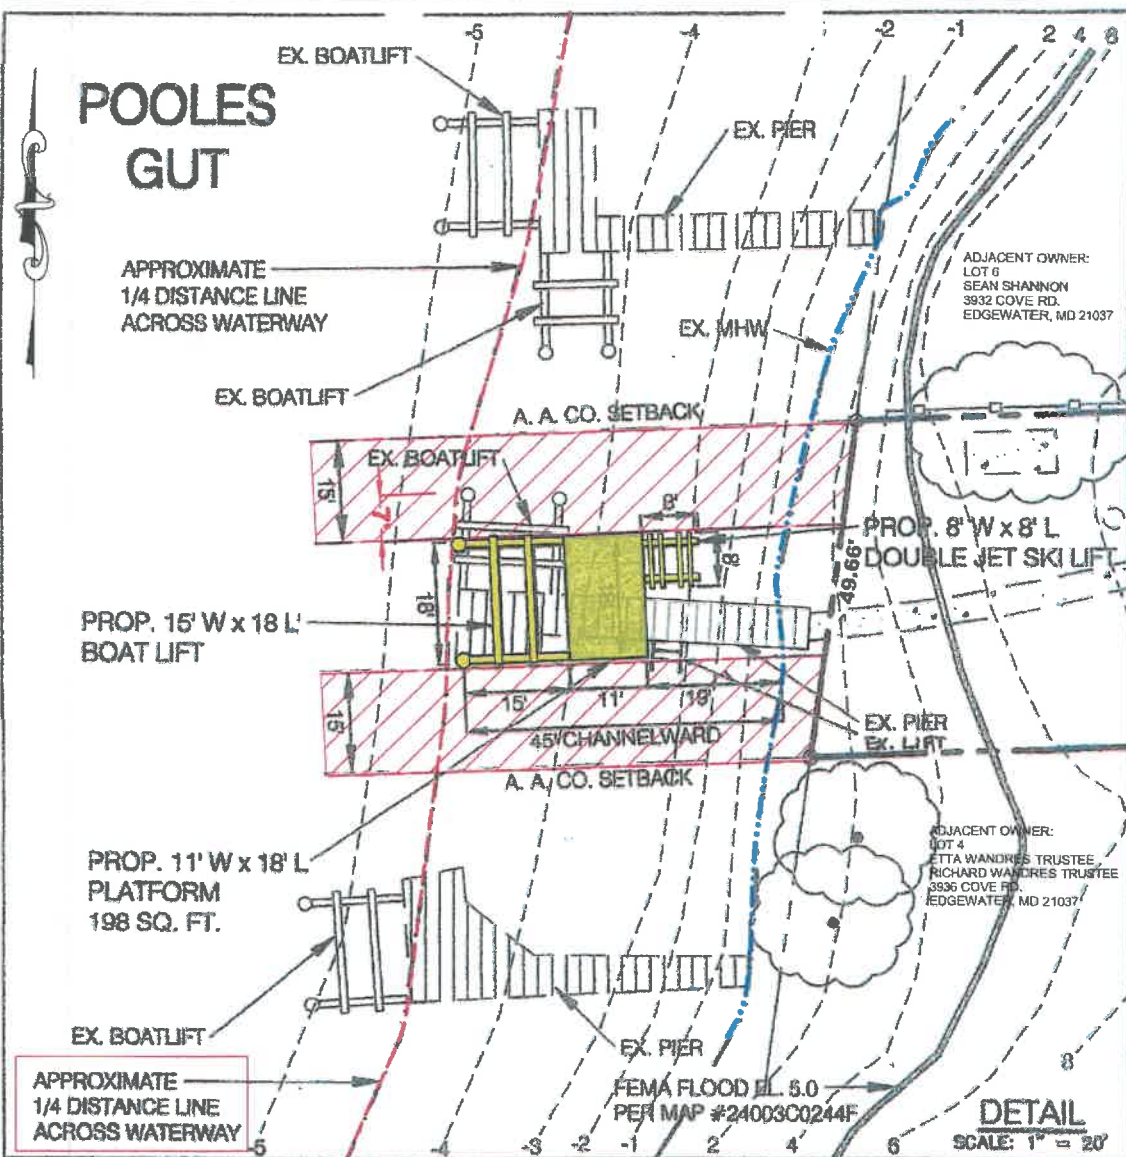 -5
-4
-2
-1
2
4
8
EX. BOATLIFT
POOLES
GUT
EX. PIER
APPROXIMATE
1/4 DISTANCE LINE
ACROSS WATERWAY
ADJACENT OWNER:
LOT 6
SEAN SHANNON
3932 COVE RD.
EDGEWATER, MD 21037
EX. MHW
EX. BOATLIFT
A. A. CO. SETBACK
EX. BOATLIFT
15'
7'
8'
8'
PROP. 8' W x 8' L
DOUBLE JET SKI LIFT
49.66'
18'
PROP. 15' W x 18 L'
BOAT LIFT
15'
11'
19'
15
45' CHANNELWARD
EX. PIER
EX. LIFT
A. A. CO. SETBACK
PROP. 11' W x 18' L
PLATFORM
198 SQ. FT.
ADJACENT OWNER:
LOT 4
ETTA WANDRES TRUSTEE
RICHARD WANDRES TRUSTEE
3936 COVE RD.
EDGEWATER, MD 21037
EX. BOATLIFT
EX. PIER
APPROXIMATE
1/4 DISTANCE LINE
ACROSS WATERWAY
FEMA FLOOD EL. 5.0
PER MAP #24003C0244F
8
DETAIL
SCALE: 1" = 20'
-5
-4
-3
-2
-1
2
4
6